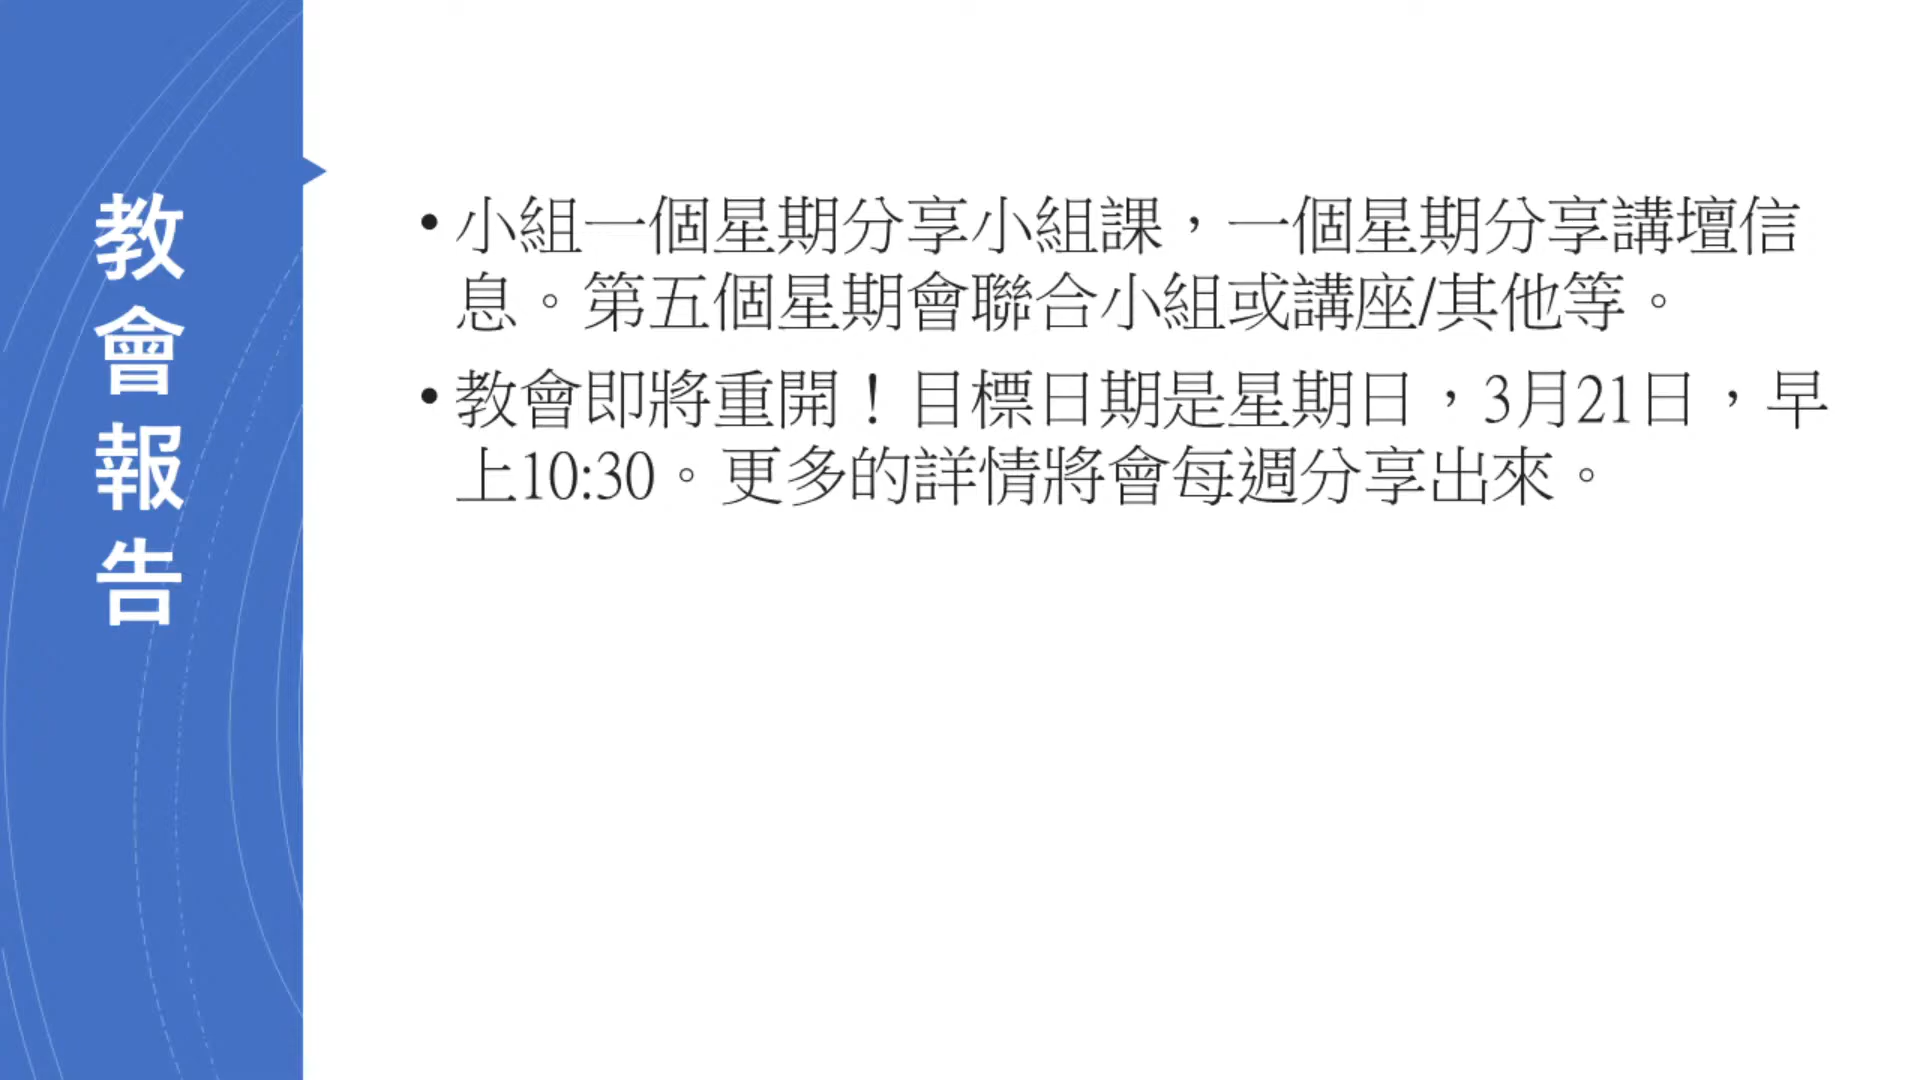 教會報告
• 小組一個星期分享小組課，一個星期分享講壇信
息。第五個星期會聯合小組或講座/其他等。
• 教會即將重開！目標日期是星期日，3月21日，早
上10:30。更多的詳情將會每週分享出來。